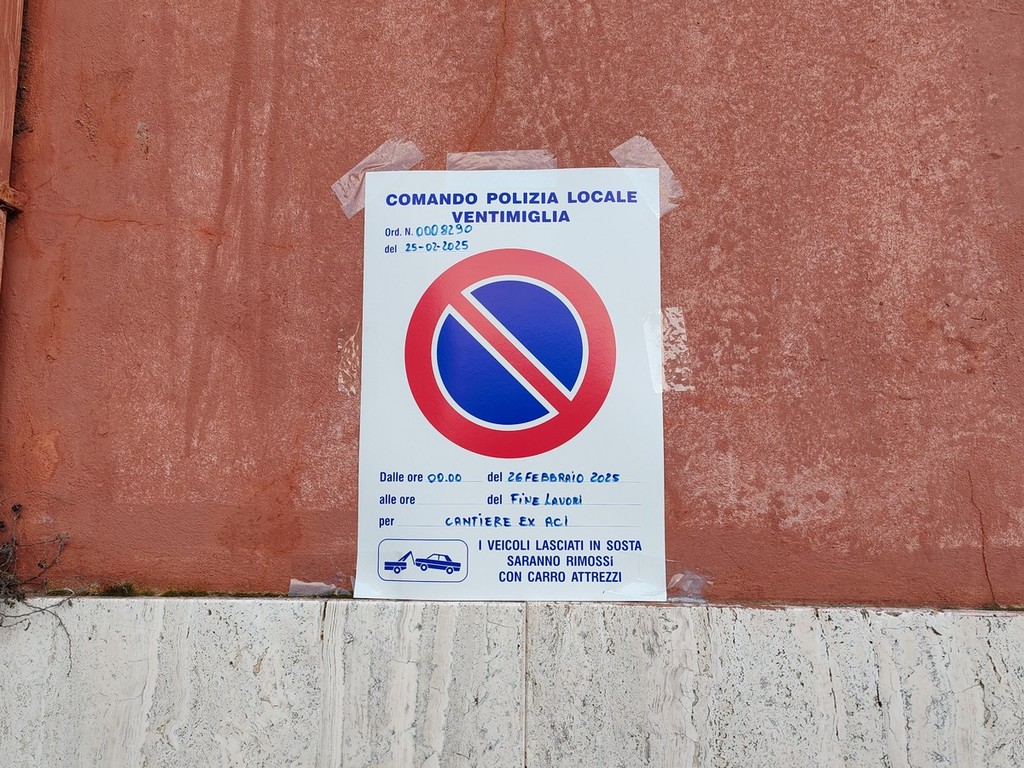 COMANDO POLIZIA LOCALE
VENTIMIGLIA
Ord. N. 0008290
del 25-02-2025
Dalle ore 00.00 del 26 FEBBRAIO 2025
alle ore del FINE LAVORI
per CANTIERE EX ACI
I VEICOLI LASCIATI IN SOSTA
SARANNO RIMOSSI
CON CARRO ATTREZZI